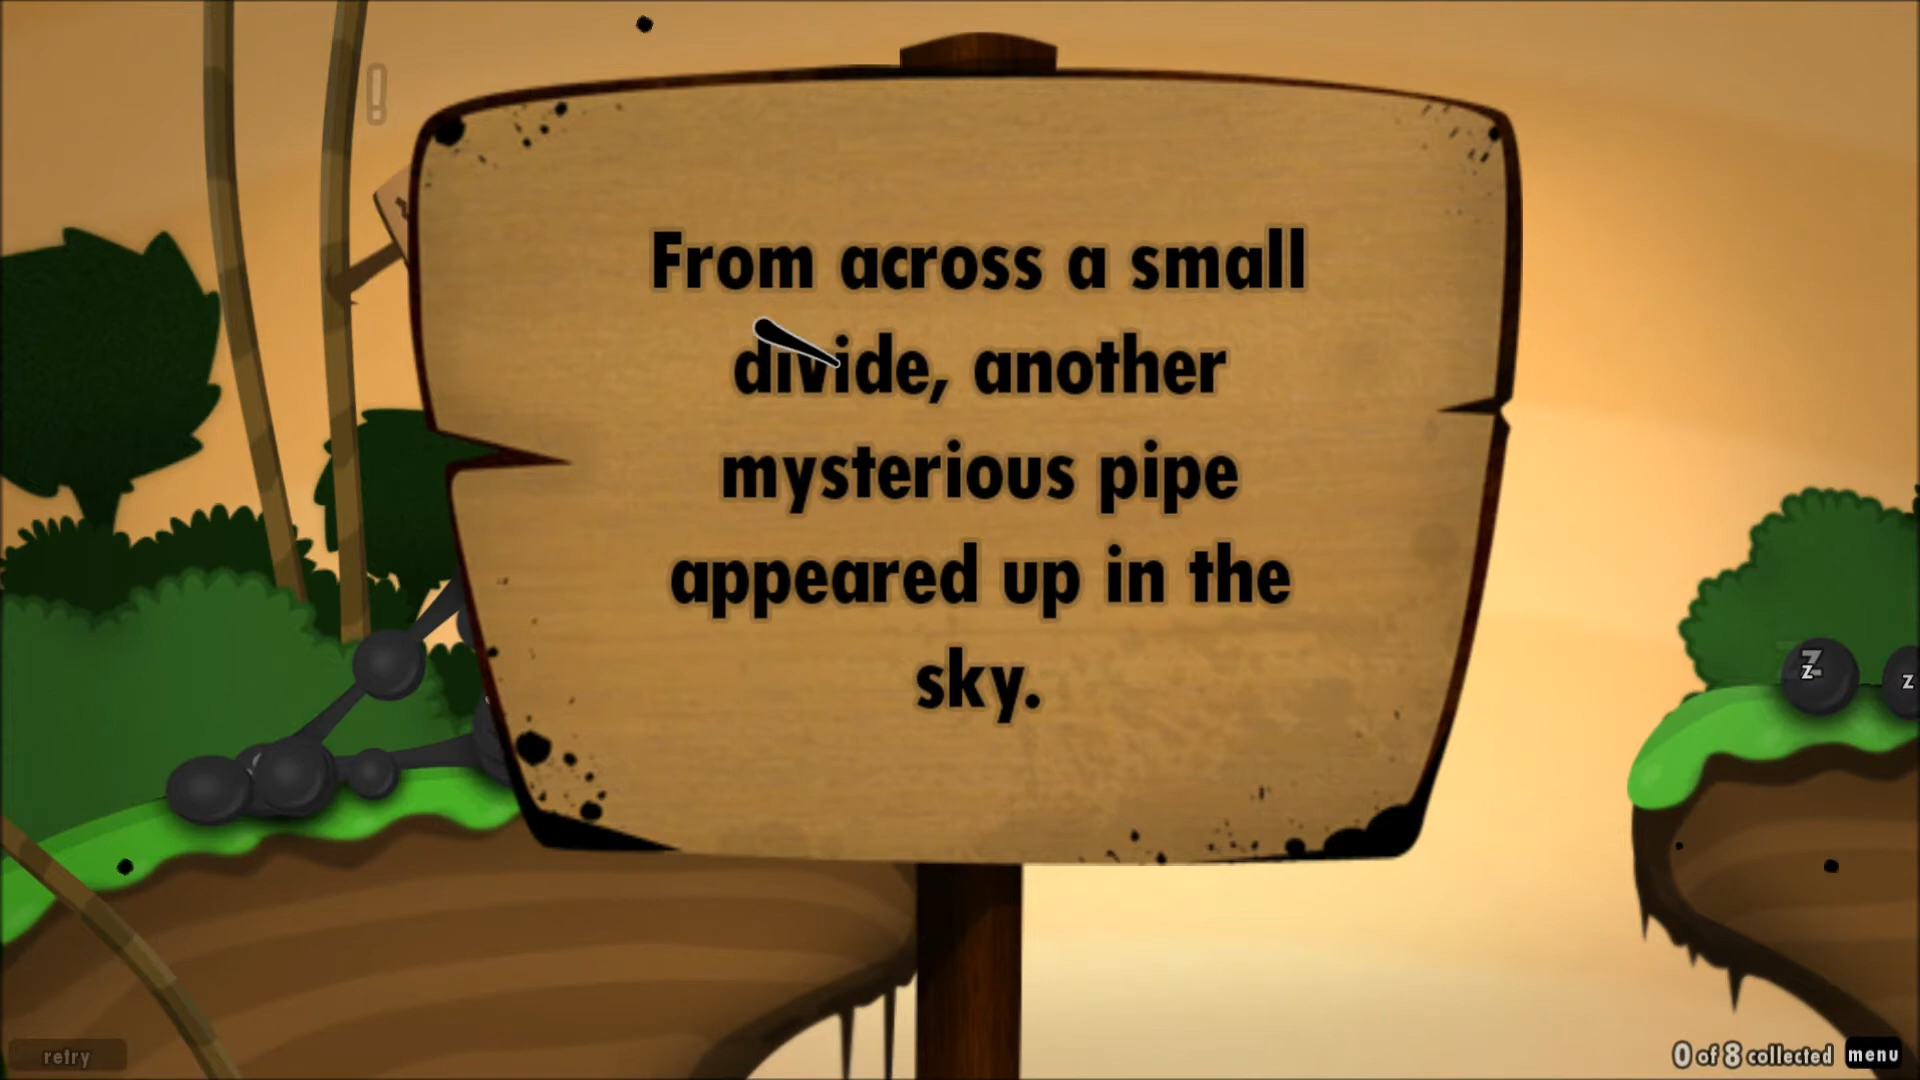 From across a small
divide, another
mysterious pipe
appeared up in the
sky.
!
z
z
z
retry
0 of 8 collected
menu